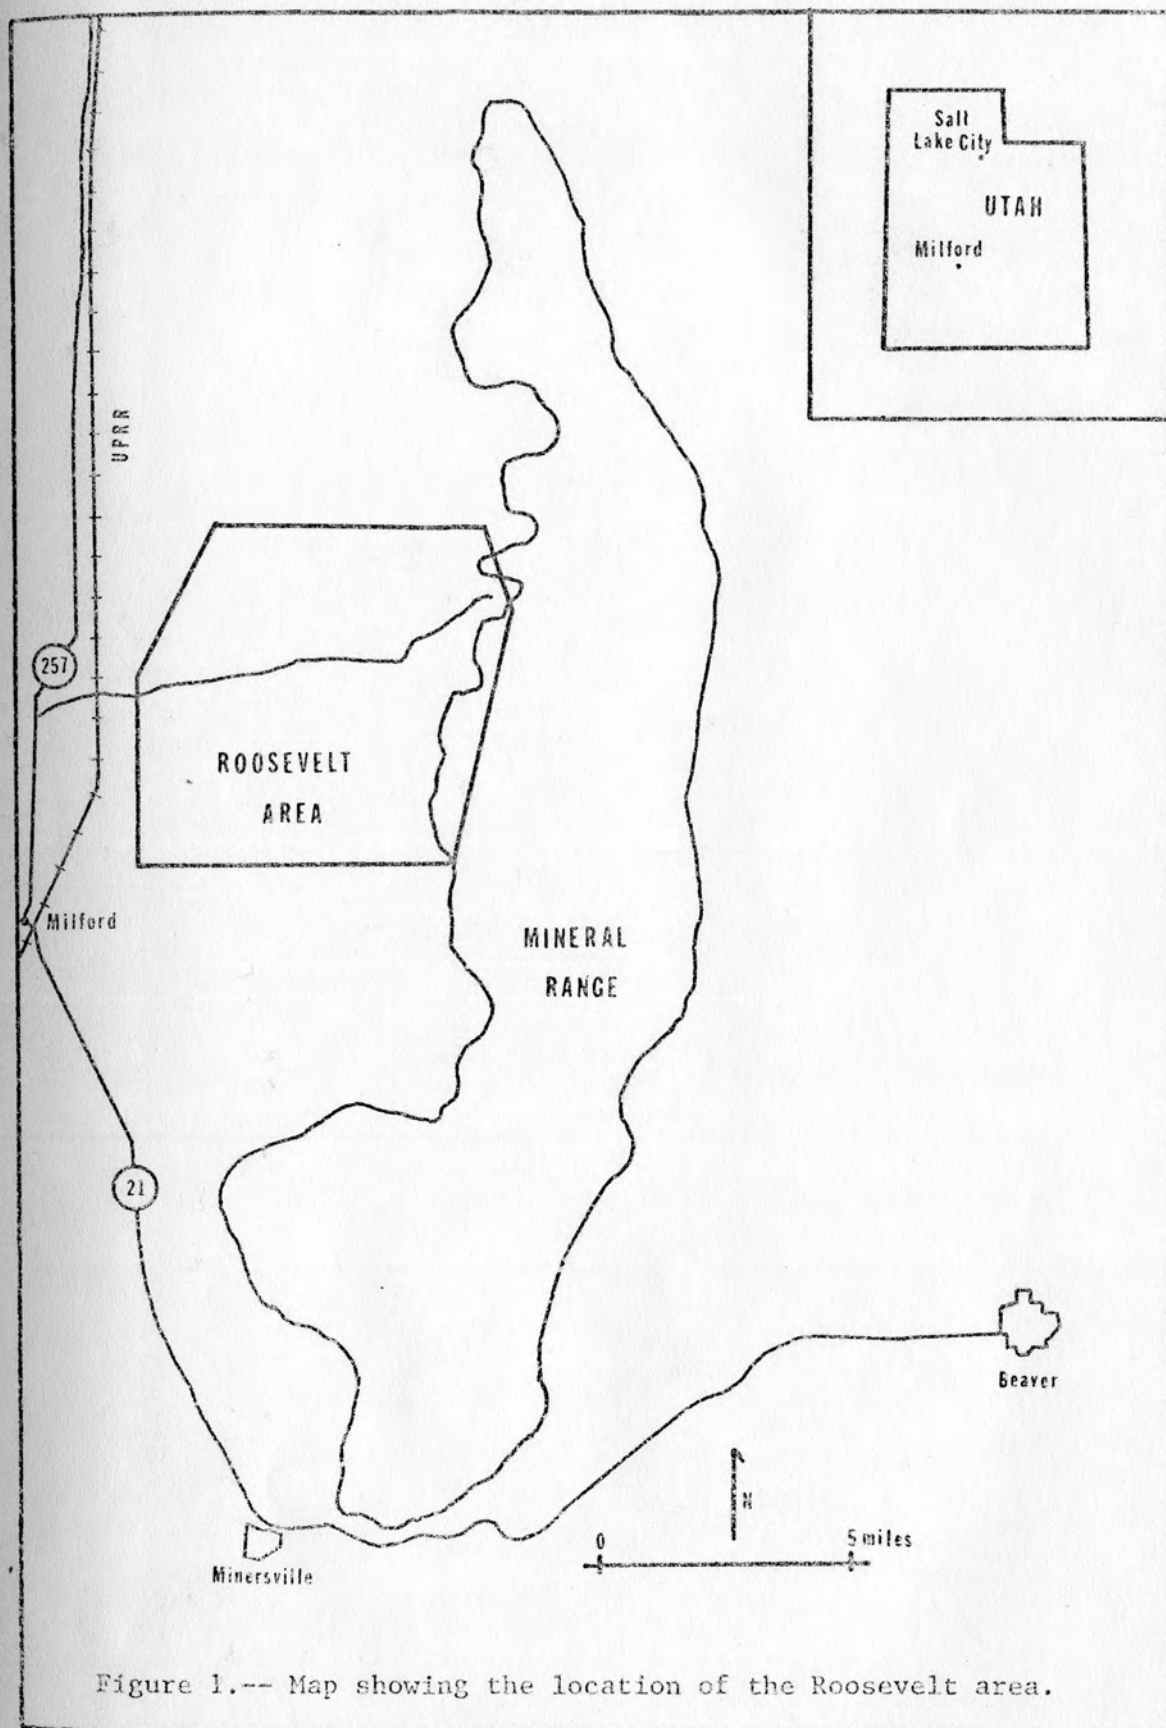 Salt
Lake City
UTAH
Milford
UPRR
257
ROOSEVELT
AREA
Milford
MINERAL
RANGE
21
Beaver
N
0 5 miles
Minersville
Figure 1.-- Map showing the location of the Roosevelt area.